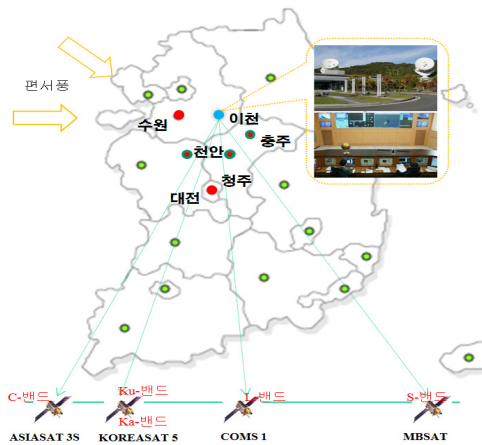 편서풍
수원
이천
충주
천안
청주
대전
C-밴드
Ku-밴드
L-밴드
S-밴드
Ka-밴드
ASIASAT 3S
KOREASAT 5
COMS 1
MBSAT